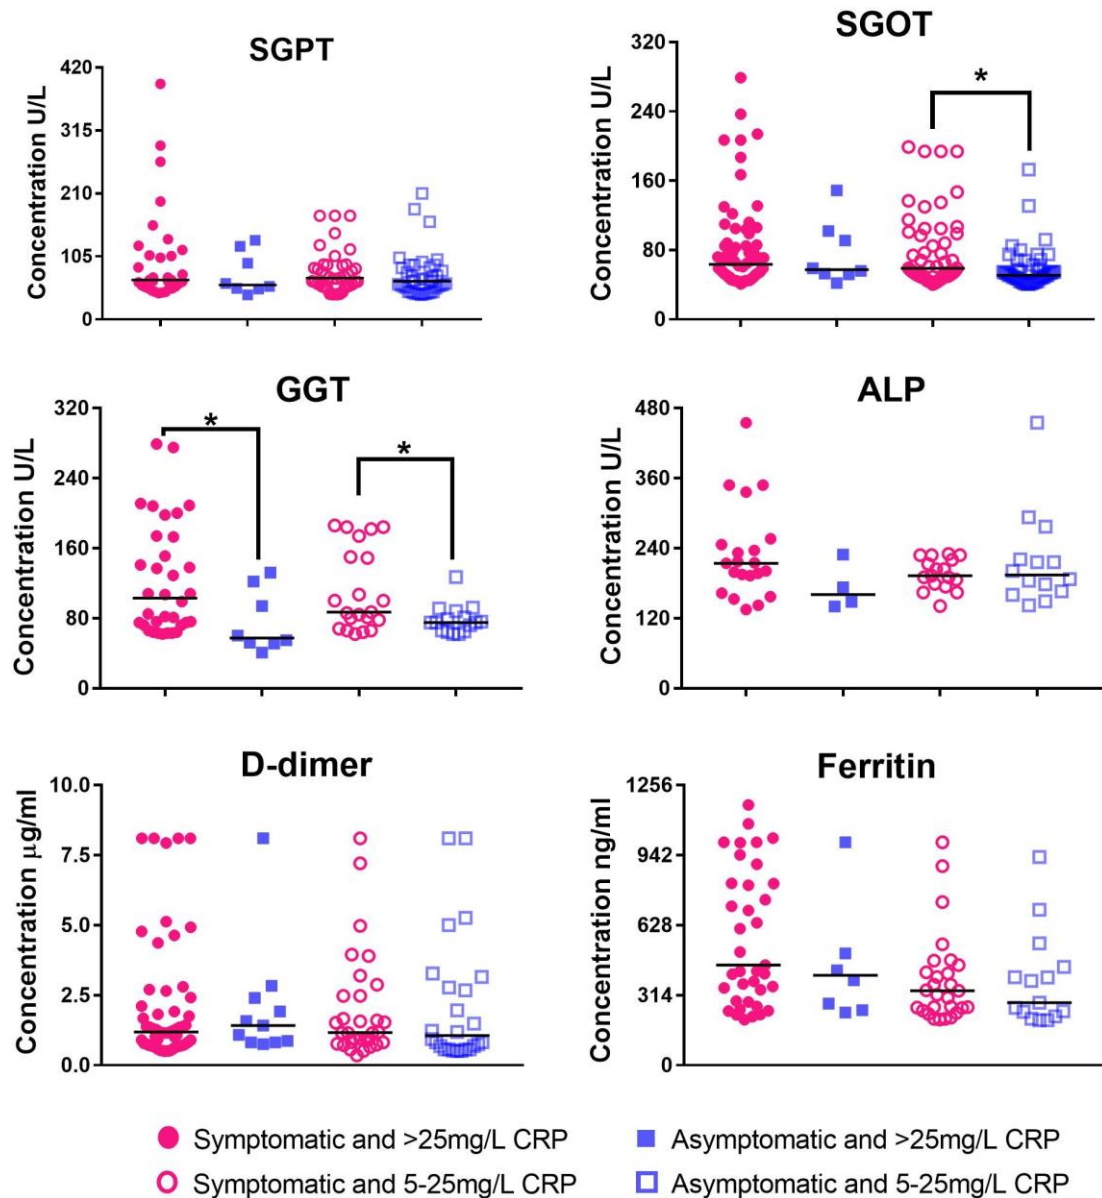 SGPT
Concentration U/L
420
315
210
105
0
SGOT
Concentration U/L
320
240
160
80
0
*
GGT
Concentration U/L
320
240
160
80
0
*
*
ALP
Concentration U/L
480
360
240
120
0
D-dimer
Concentration µg/ml
10.0
7.5
5.0
2.5
0.0
Ferritin
Concentration ng/ml
1256
942
628
314
0
Symptomatic and >25mg/L CRP
Asymptomatic and >25mg/L CRP
Symptomatic and 5-25mg/L CRP
Asymptomatic and 5-25mg/L CRP